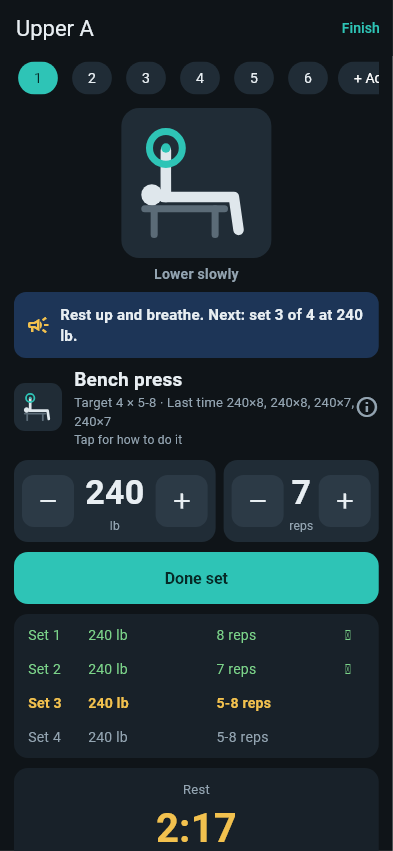 Upper A
Finish
1
2
3
4
5
6
+ Ad
Lower slowly
Rest up and breathe. Next: set 3 of 4 at 240
lb.
Bench press
Target 4 × 5-8 · Last time 240×8, 240×8, 240×7,
240×7
Tap for how to do it
− 240 +
lb
− 7 +
reps
Done set
Set 1 240 lb 8 reps
Set 2 240 lb 7 reps
Set 3 240 lb 5-8 reps
Set 4 240 lb 5-8 reps
Rest
2:17